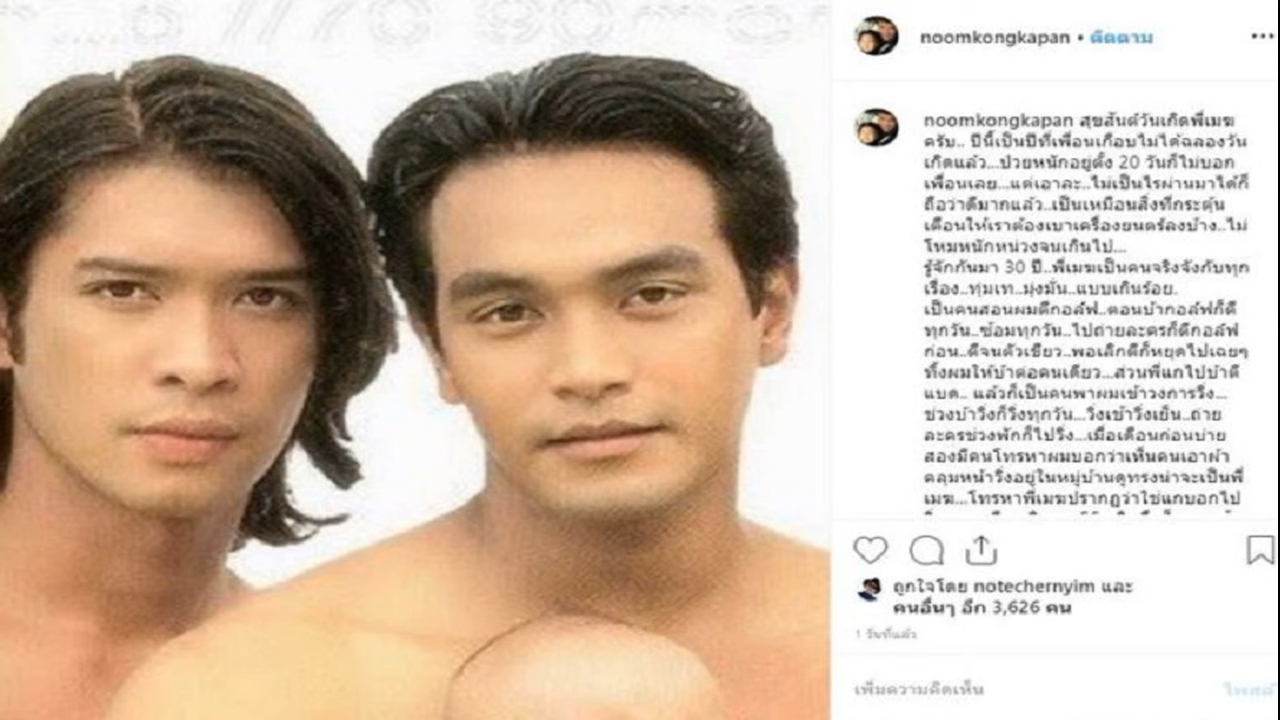 noomkongkapan • ติดตาม
noomkongkapan สุขสันต์วันเกิดพี่เมฆ
ครับ.. ปีนี้เป็นปีที่เพื่อนเกือบไม่ได้ฉลองวัน
เกิดแล้ว...ป่วยหนักอยู่ตั้ง 20 วันก็ไม่บอก
เพื่อนเลย...แต่เอาละ..ไม่เป็นไรผ่านมาได้ก็
ถือว่าดีมากแล้ว..เป็นเหมือนสิ่งที่กระตุ้น
เตือนให้เราต้องเบาเครื่องยนตร์ลงบ้าง..ไม่
โหมหนักหน่วงจนเกินไป...
รู้จักกันมา 30 ปี..พี่เมฆเป็นคนจริงจังกับทุก
เรื่อง..ทุ่มเท..มุ่งมั่น..แบบเกินร้อย.
เป็นคนสอนผมตีกอล์ฟ..ตอนบ้ากอล์ฟก็ตี
ทุกวัน..ซ้อมทุกวัน..ไปถ่ายละครก็ตีกอล์ฟ
ก่อน..ตีจนตัวเขียว..พอเลิกตีก็หยุดไปเฉยๆ
ทิ้งผมให้บ้าต่อคนเดียว...ส่วนพี่แกไปบ้าตี
แบด.. แล้วก็เป็นคนพาผมเข้าวงการวิ่ง...
ช่วงบ้าวิ่งก็วิ่งทุกวัน...วิ่งเช้าวิ่งเย็น..ถ่าย
ละครช่วงพักก็ไปวิ่ง...เมื่อเดือนก่อนบ่าย
สองมีคนโทรหาผมบอกว่าเห็นคนเอาผ้า
คลุมหน้าวิ่งอยู่ในหมู่บ้านดูทรงน่าจะเป็นพี่
เมฆ...โทรหาพี่เมฆปรากฏว่าใช่แกบอกไป
ถูกใจโดย notechernyim และ
คนอื่นๆ อีก 3,626 คน
1 วันที่แล้ว
เพิ่มความคิดเห็น